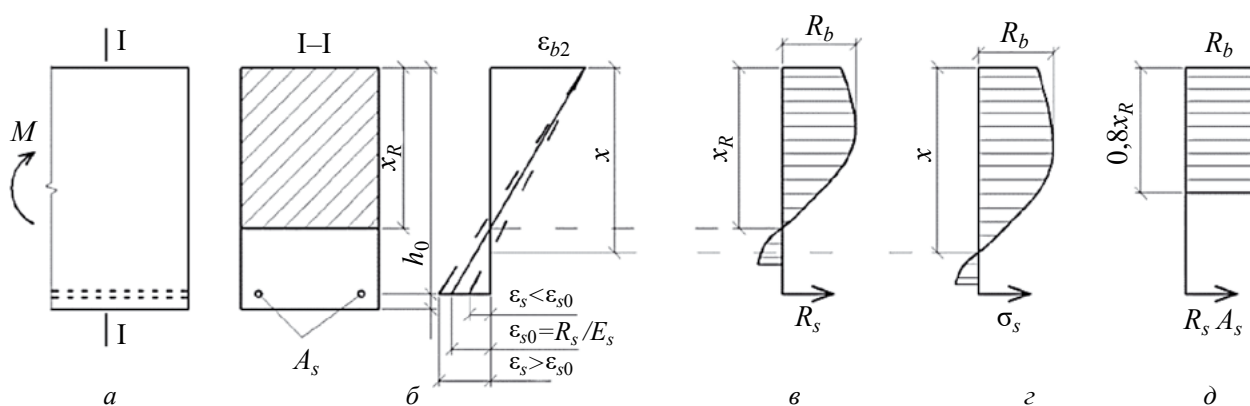 I
I–I
ε_b2
R_b
R_b
R_b
M
x_R
h_0
x
x_R
x
0,8x_R
ε_s<ε_s0
ε_s0=R_s/E_s
ε_s>ε_s0
R_s
σ_s
R_s A_s
I
A_s
а
б
в
г
д